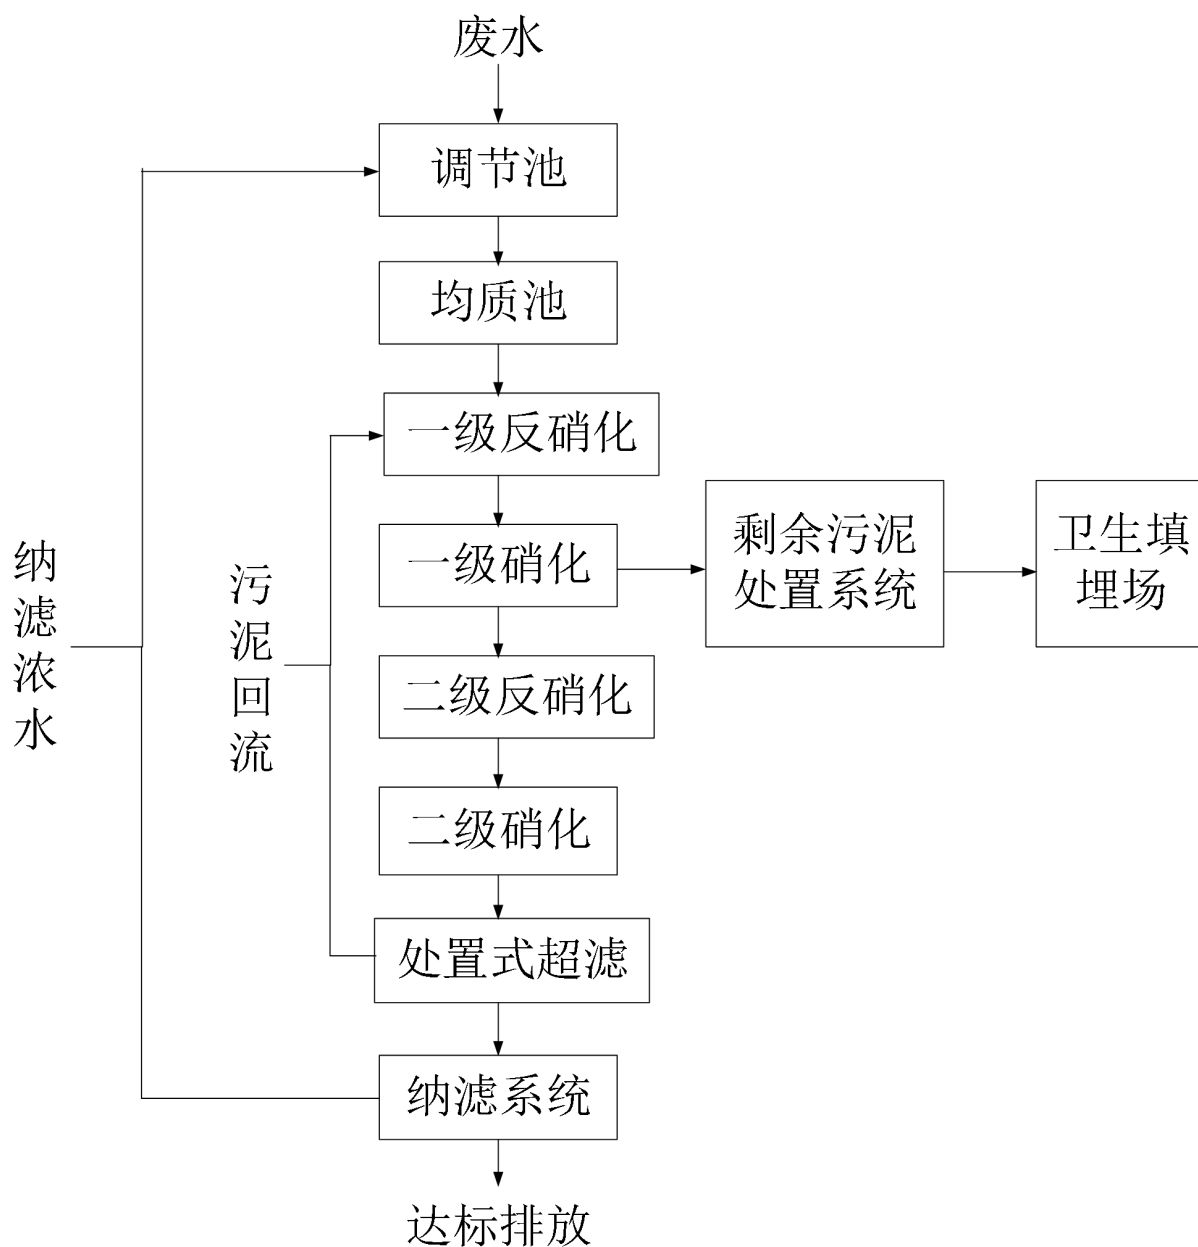 废水
调节池
均质池
一级反硝化
一级硝化
剩余污泥
处置系统
卫生填
埋场
纳滤浓水
污泥回流
二级反硝化
二级硝化
处置式超滤
纳滤系统
达标排放